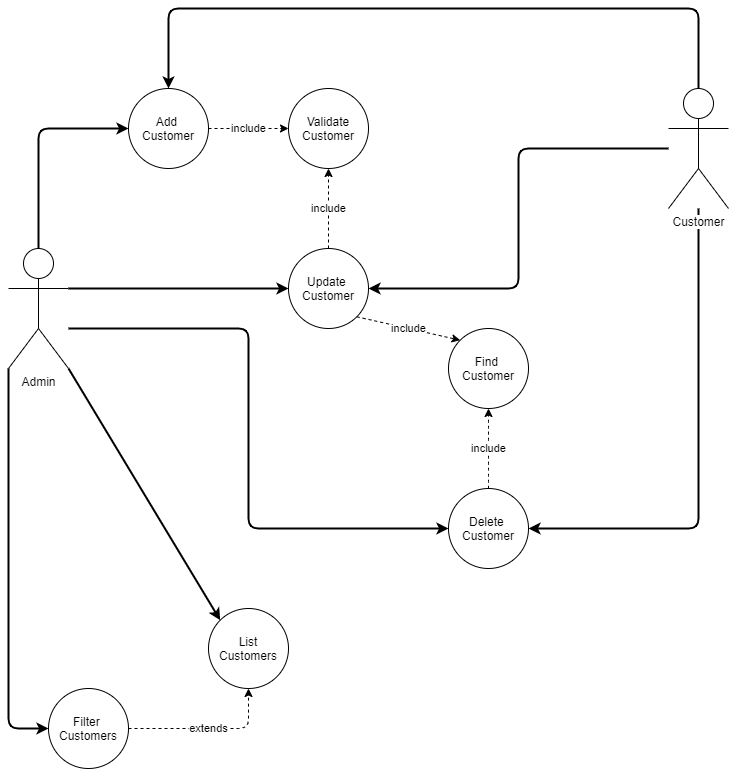 Add
Customer
include
Validate
Customer
include
Customer
Update
Customer
include
Find
Customer
Admin
include
Delete
Customer
List
Customers
Filter
Customers
extends